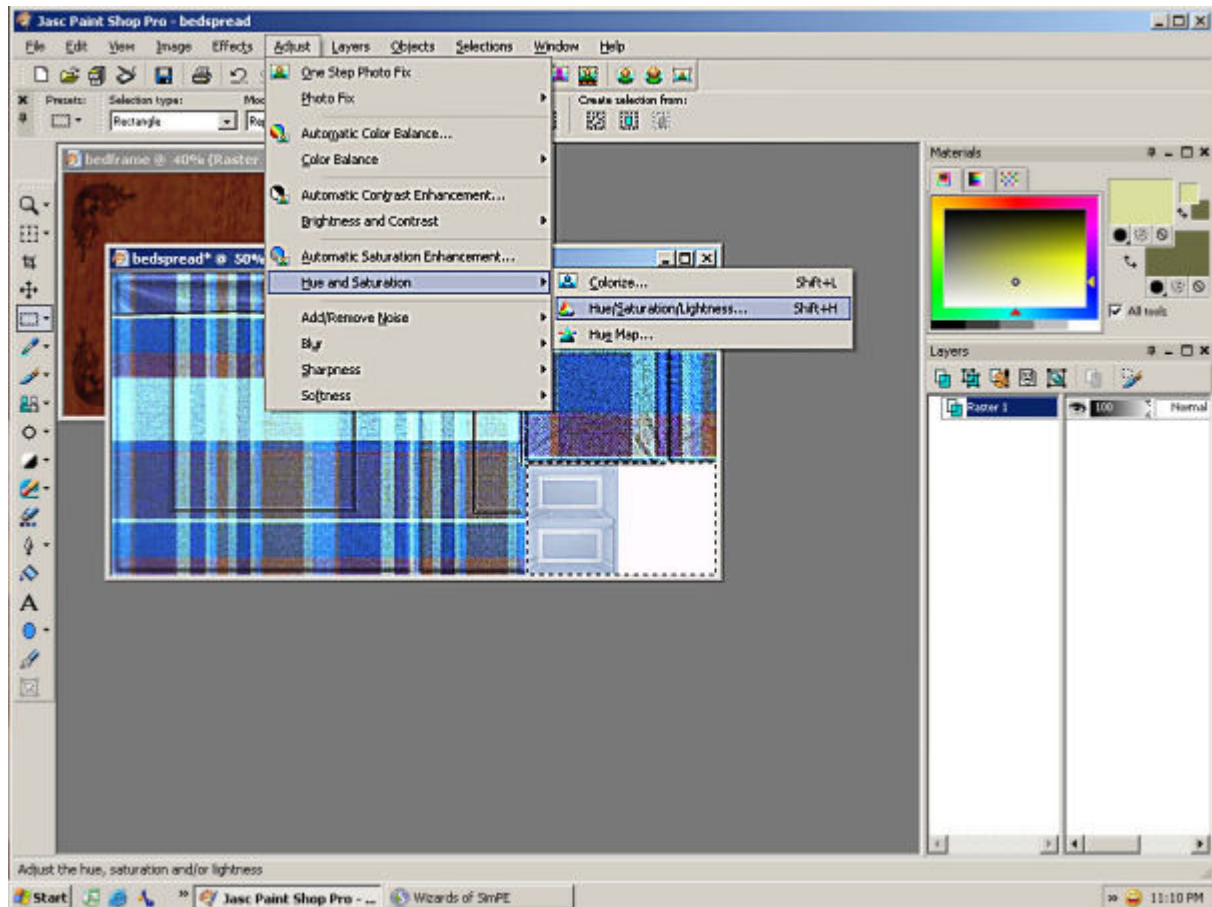 Jasc Paint Shop Pro - bedspread
File Edit View Image Effects Adjust Layers Objects Selections Window Help
Presets: Selection type:
Create selection from:
Rectangle
One Step Photo Fix
Photo Fix
Automatic Color Balance...
Color Balance
Automatic Contrast Enhancement...
Brightness and Contrast
Automatic Saturation Enhancement...
Hue and Saturation
Add/Remove Noise
Blur
Sharpness
Softness
Colorize... Shift+L
Hue/Saturation/Lightness... Shift+H
Hue Map...
bedframe @ 40% (Raster
bedspread* @ 50%
Materials
All tools
Layers
Raster 1
100
Normal
Adjust the hue, saturation and/or lightness
Start
Jasc Paint Shop Pro - ...
Wizards of SimPE
11:10 PM